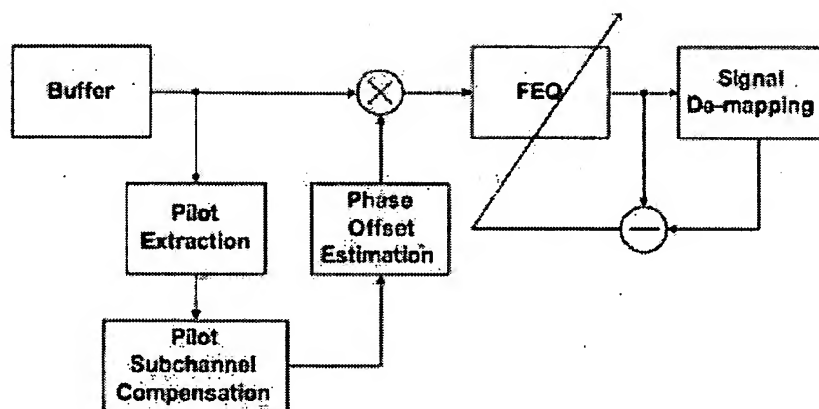 Buffer
FEQ
Signal
De-mapping
Pilot
Extraction
Phase
Offset
Estimation
Pilot
Subchannel
Compensation